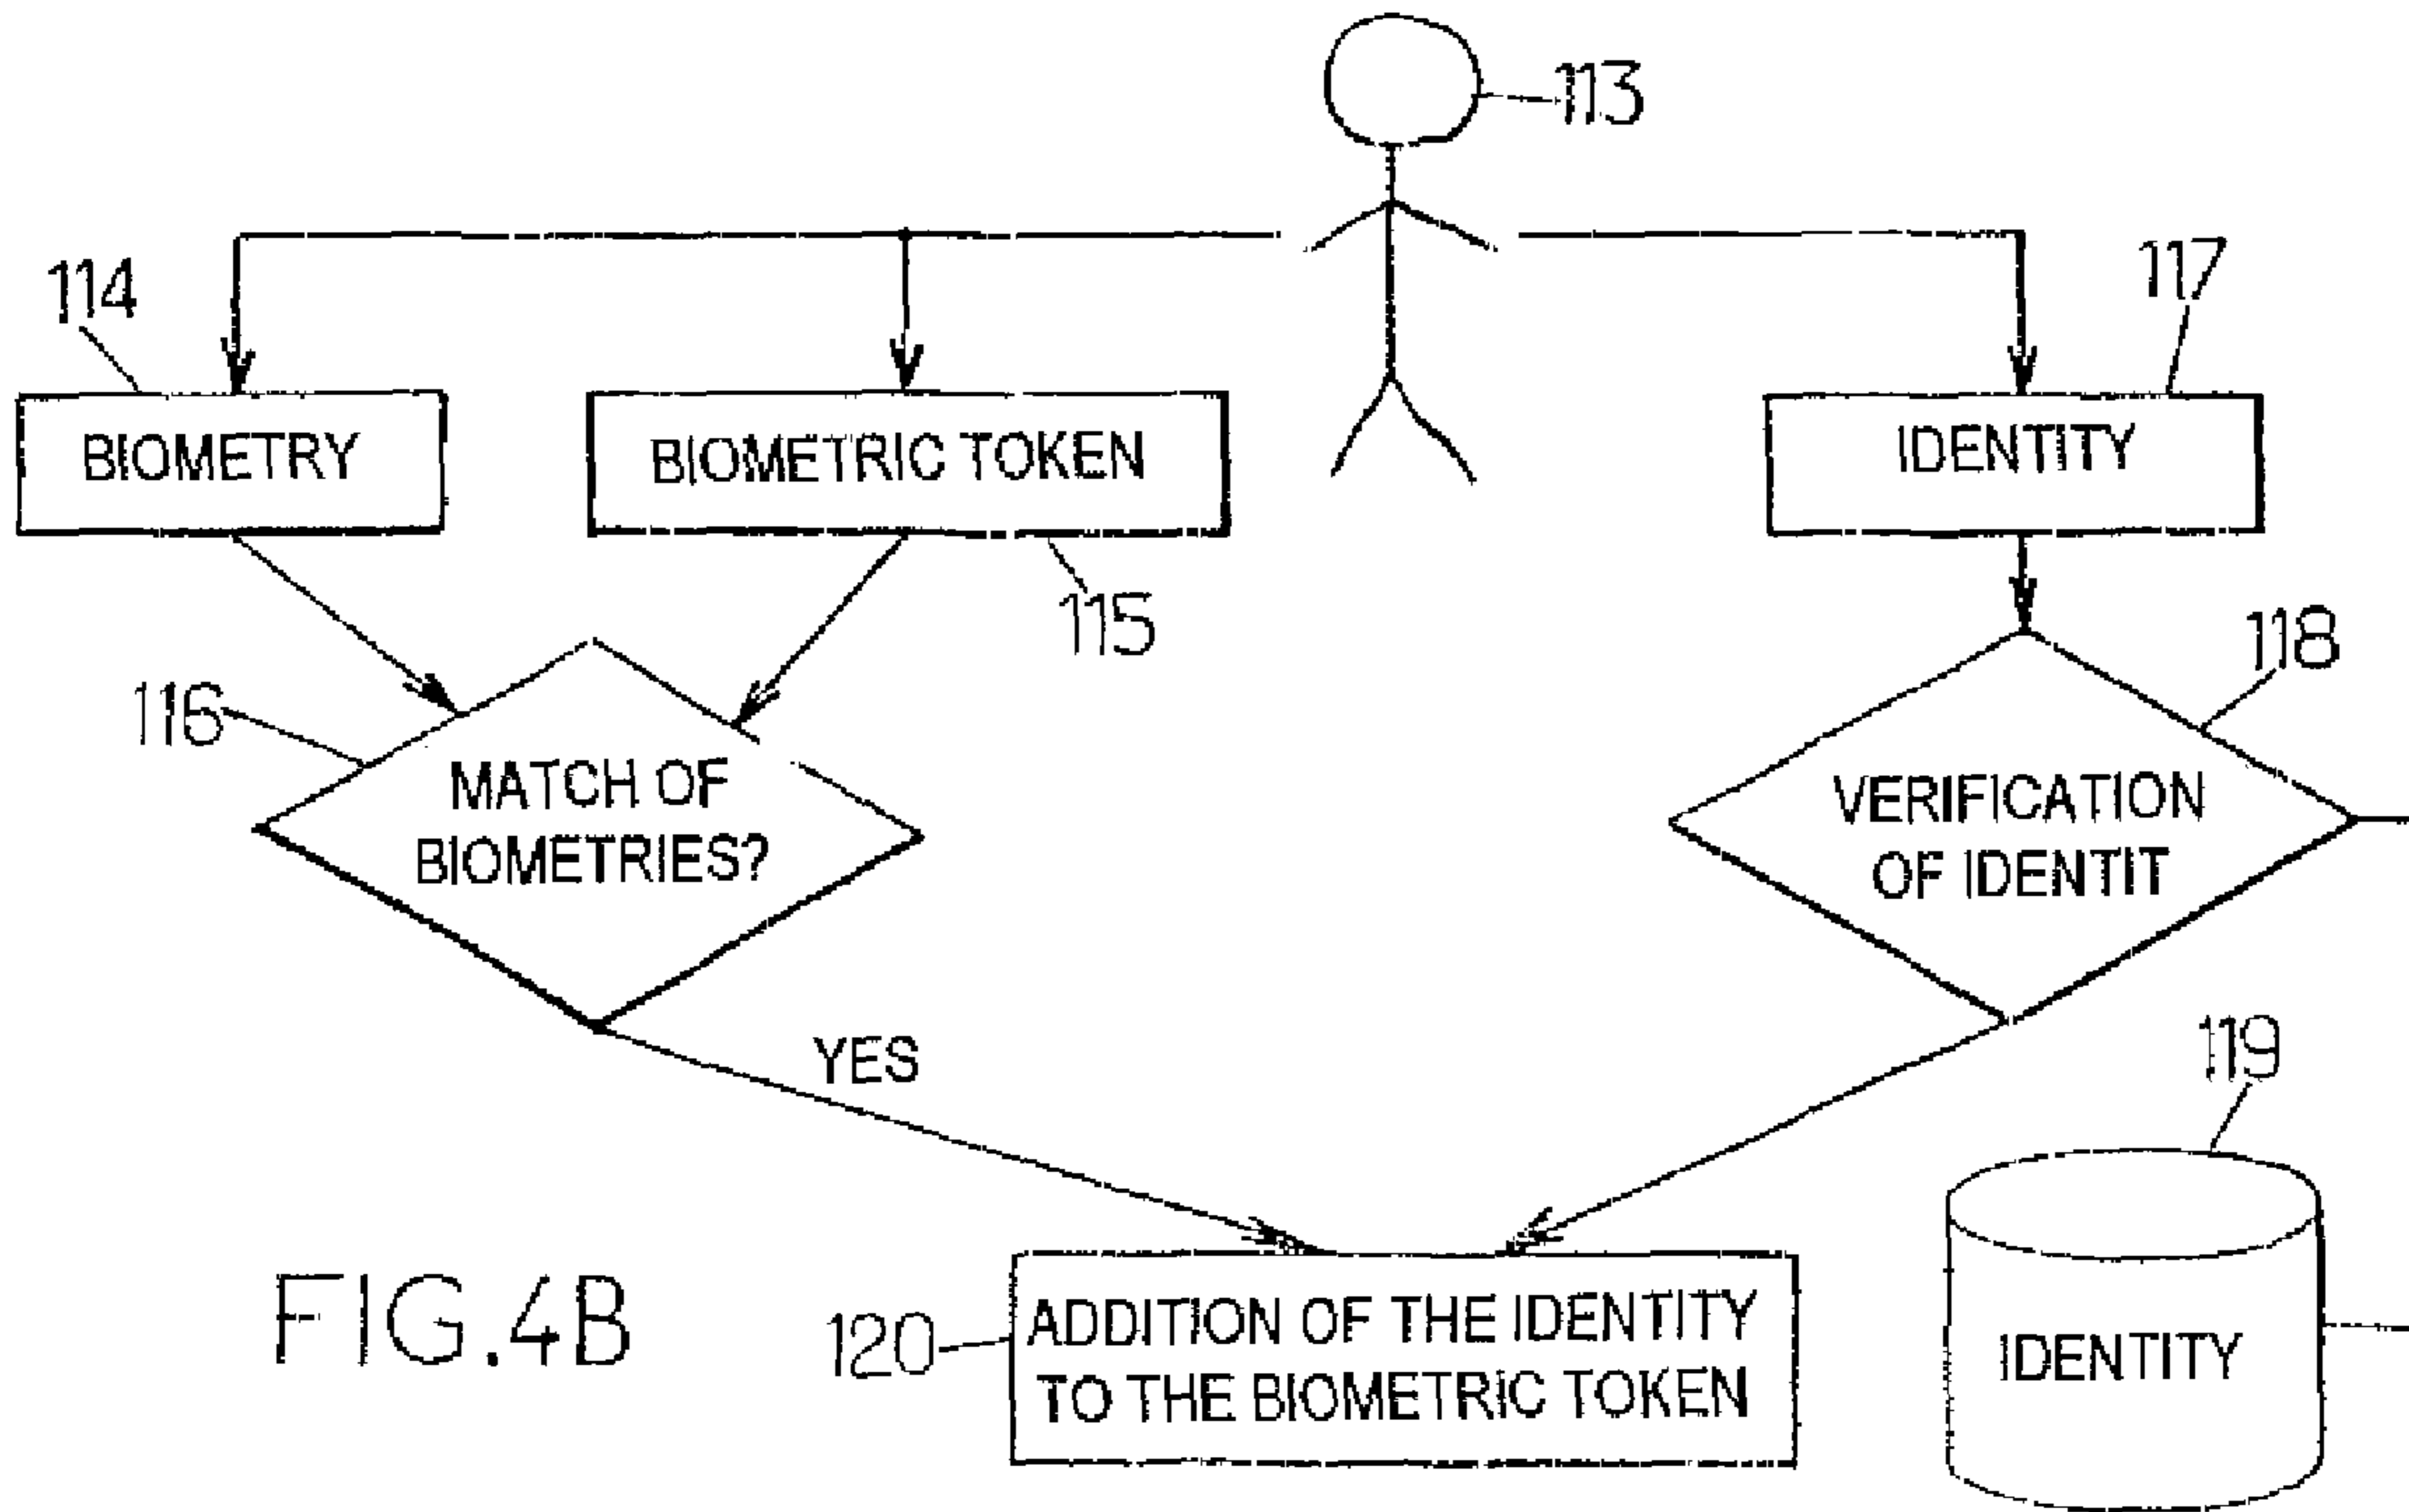 113
114
117
BIOMETRY
BIOMETRIC TOKEN
IDENTITY
115
118
116
MATCH OF
BIOMETRIES?
VERIFICATION
OF IDENTIT
YES
119
FIG.4B
120
ADDITION OF THE IDENTITY
TO THE BIOMETRIC TOKEN
IDENTITY